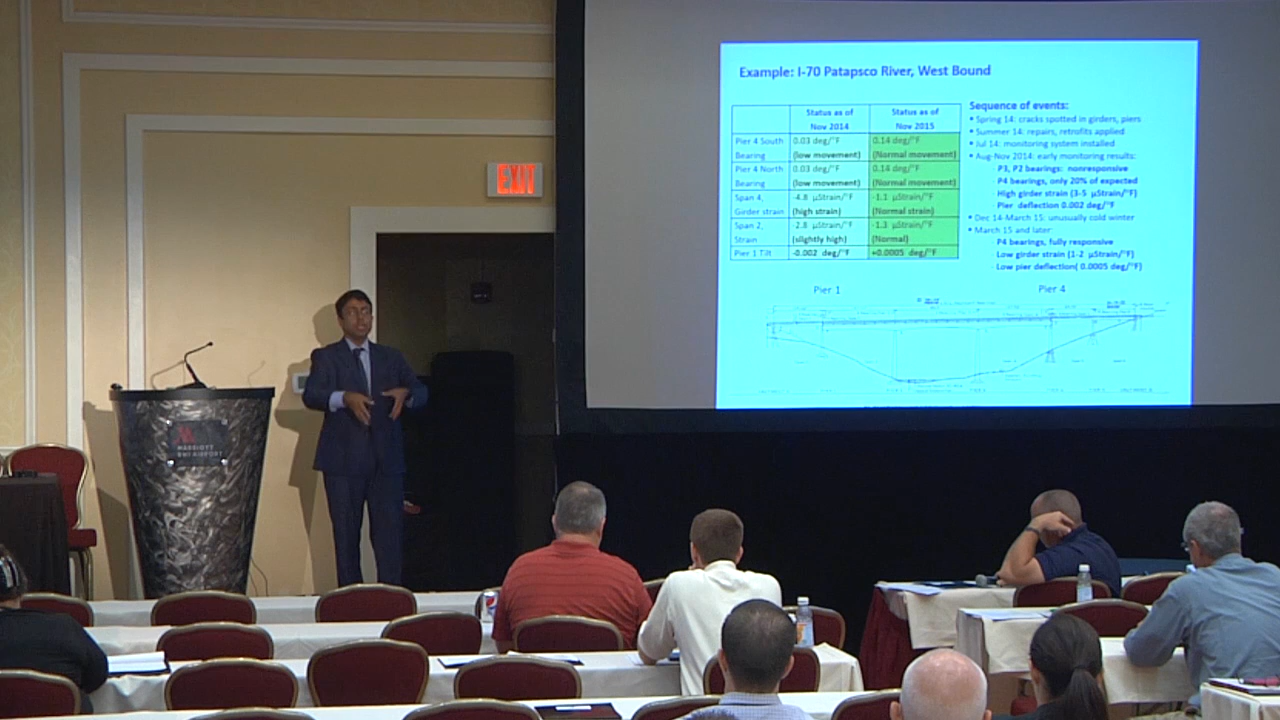 Example: I-70 Patapsco River, West Bound
Status as of
Nov 2014
Status as of
Nov 2015
Pier 4 South
Bearing
0.03 deg/°F
(low movement)
0.14 deg/°F
(Normal movement)
Pier 4 North
Bearing
0.03 deg/°F
(low movement)
0.14 deg/°F
(Normal movement)
Span 4,
Girder strain
-4.8 µStrain/°F
(high strain)
-1.1 µStrain/°F
(Normal strain)
Span 2,
Strain
-2.8 µStrain/°F
(slightly high)
-1.3 µStrain/°F
(Normal)
Pier 1 Tilt
-0.002 deg/°F
+0.0005 deg/°F
Sequence of events:
▪ Spring 14: cracks spotted in girders, piers
▪ Summer 14: repairs, retrofits applied
▪ Jul 14: monitoring system installed
▪ Aug-Nov 2014: early monitoring results:
P3, P2 bearings: nonresponsive
P4 bearings, only 20% of expected
High girder strain (3-5 µStrain/°F)
Pier deflection 0.002 deg/°F
▪ Dec 14-March 15: unusually cold winter
▪ March 15 and later:
P4 bearings, fully responsive
Low girder strain (1-2 µStrain/°F)
Low pier deflection( 0.0005 deg/°F)
Pier 1
Pier 4
EXIT
MARRIOTT
BWI AIRPORT